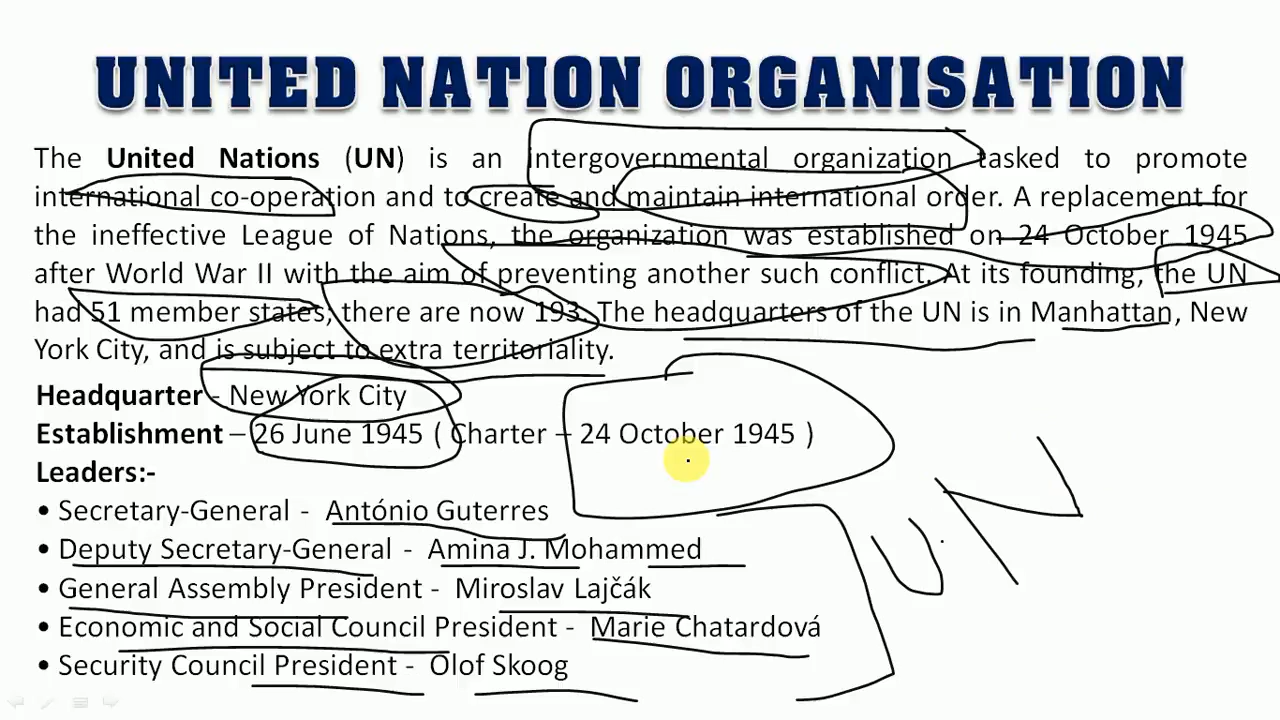 UNITED NATION ORGANISATION
The United Nations (UN) is an intergovernmental organization tasked to promote
international co-operation and to create and maintain international order. A replacement for
the ineffective League of Nations, the organization was established on 24 October 1945
after World War II with the aim of preventing another such conflict. At its founding, the UN
had 51 member states; there are now 193. The headquarters of the UN is in Manhattan, New
York City, and is subject to extra territoriality.
Headquarter - New York City
Establishment – 26 June 1945 ( Charter – 24 October 1945 )
Leaders:-
• Secretary-General - António Guterres
• Deputy Secretary-General - Amina J. Mohammed
• General Assembly President - Miroslav Lajčák
• Economic and Social Council President - Marie Chatardová
• Security Council President - Olof Skoog
UN